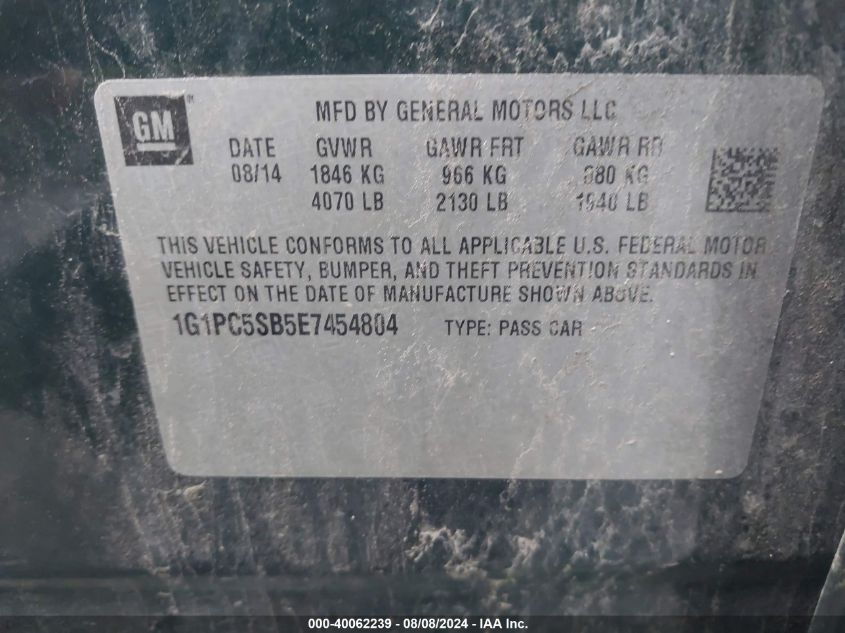 GM
MFD BY GENERAL MOTORS LLC
DATE GVWR GAWR FRT GAWR RR
08/14 1846 KG 966 KG 880 KG
4070 LB 2130 LB 1940 LB
THIS VEHICLE CONFORMS TO ALL APPLICABLE U.S. FEDERAL MOTOR
VEHICLE SAFETY, BUMPER, AND THEFT PREVENTION STANDARDS IN
EFFECT ON THE DATE OF MANUFACTURE SHOWN ABOVE.
1G1PC5SB5E7454804 TYPE: PASS CAR
000-40062239 - 08/08/2024 - IAA Inc.